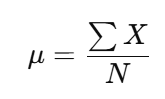 μ = ∑ X / N